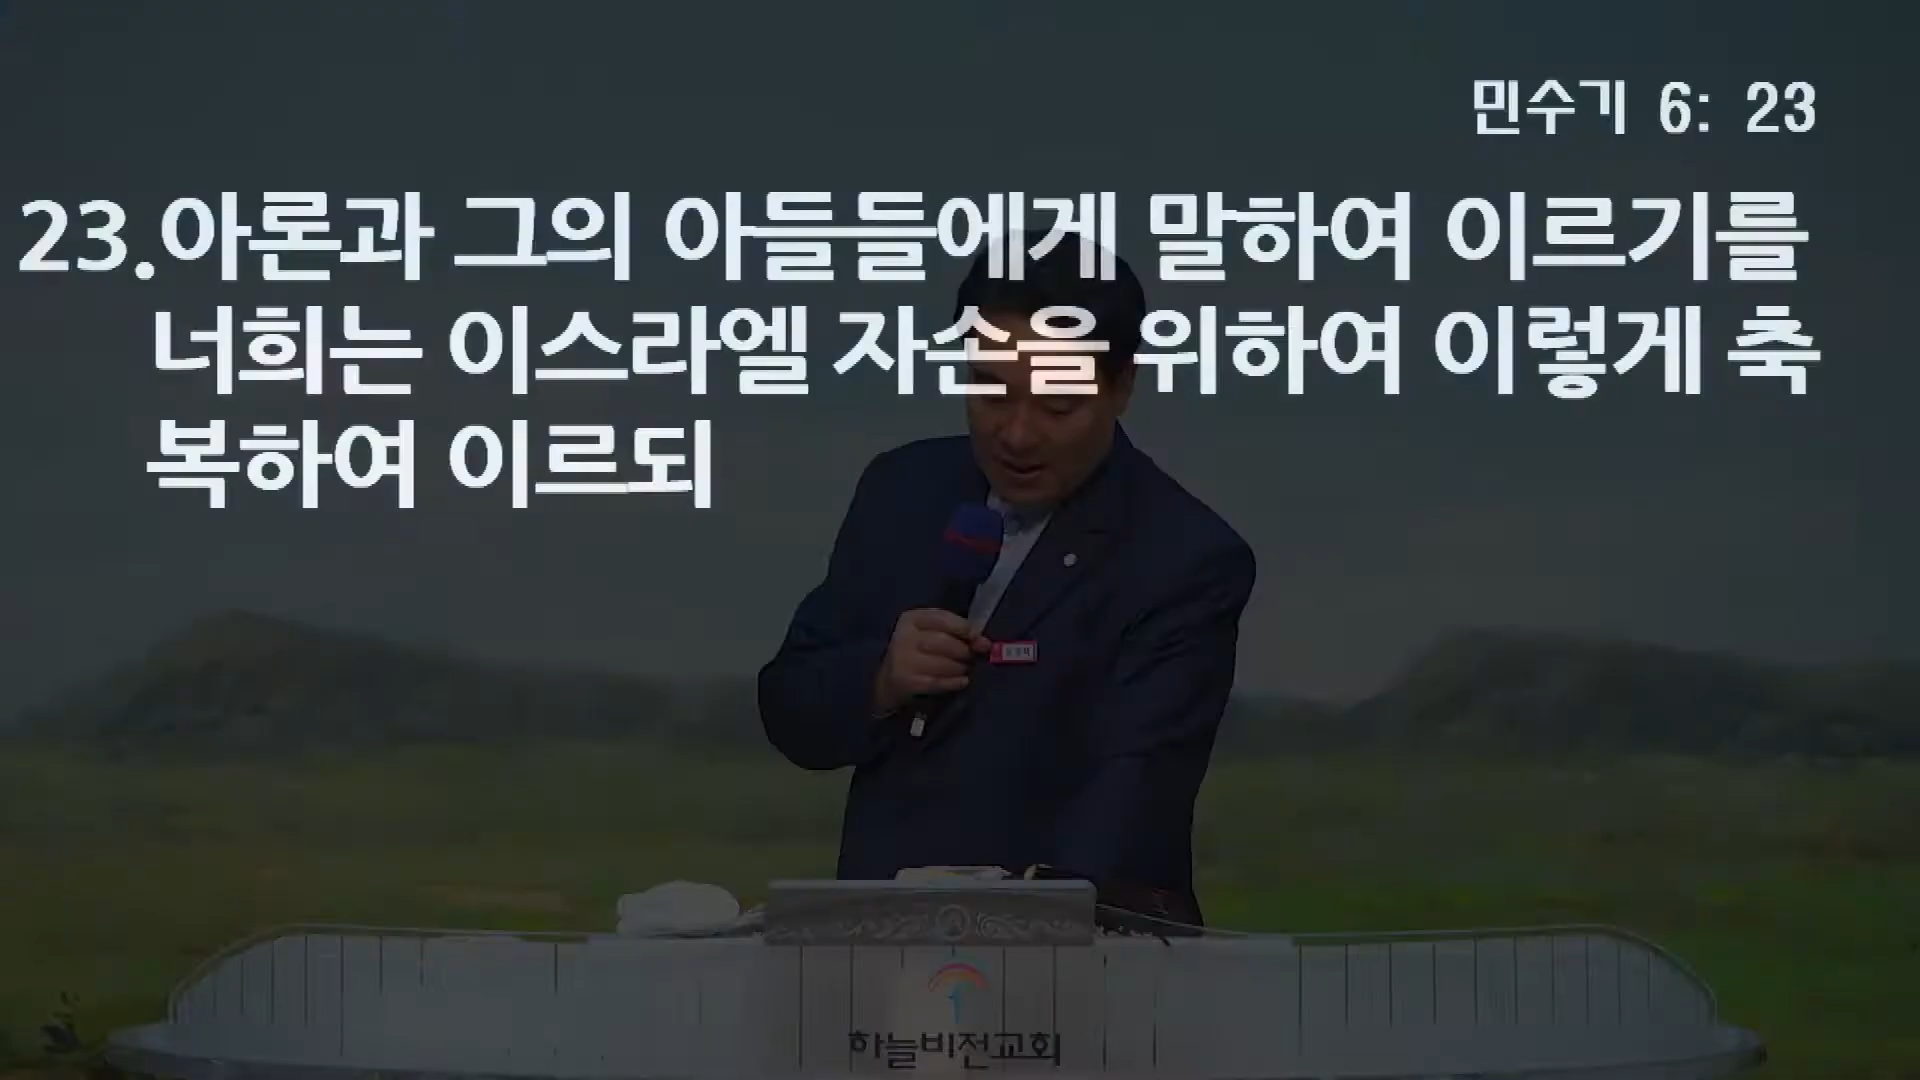 민수기 6: 23
23.아론과 그의 아들들에게 말하여 이르기를
너희는 이스라엘 자손을 위하여 이렇게 축
복하여 이르되
하늘비전교회